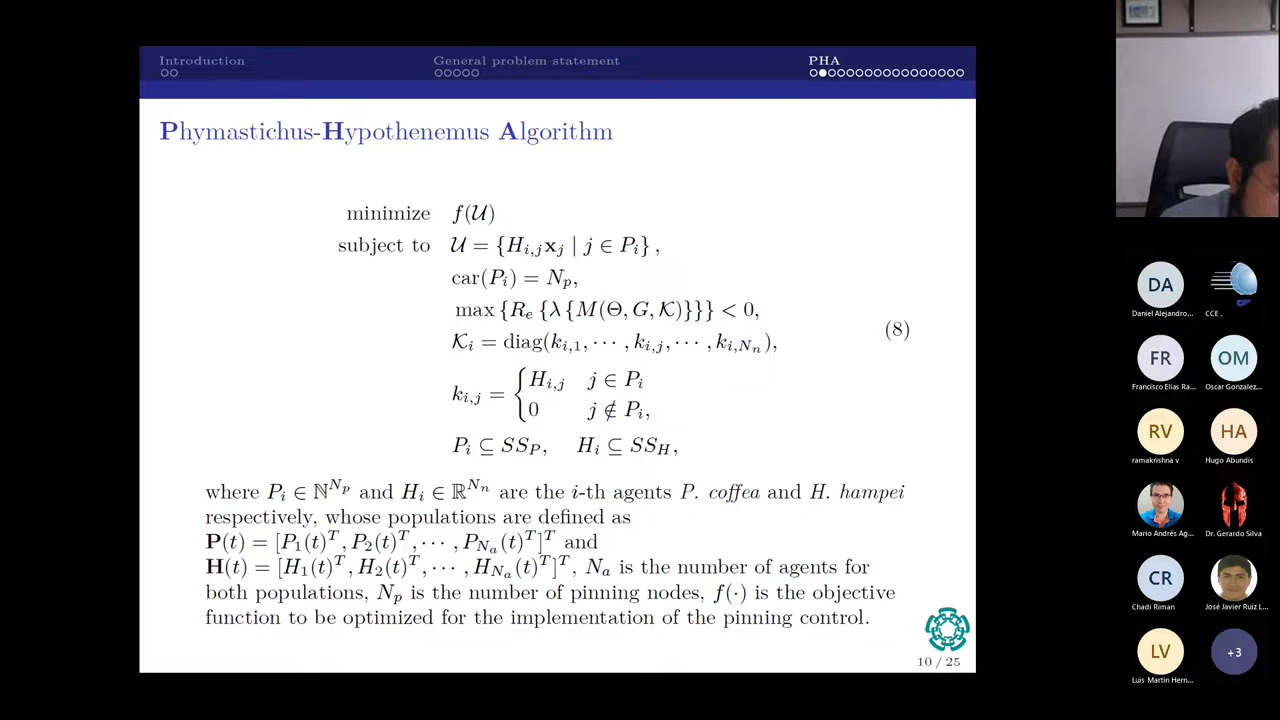 Introduction
General problem statement
PHA
Phymastichus-Hypothenemus Algorithm
minimize f(𝒰)
subject to 𝒰 = {H_{i,j} x_j | j ∈ P_i},
car(P_i) = N_p,
max {R_e {λ {M(Θ, G, 𝒦)}}} < 0,
𝒦_i = diag(k_{i,1}, ⋯ , k_{i,j}, ⋯ , k_{i,N_n}),
(8)
k_{i,j} = { H_{i,j} j ∈ P_i
0 j ∉ P_i,
P_i ⊆ SS_P, H_i ⊆ SS_H,
where P_i ∈ ℕ^{N_p} and H_i ∈ ℝ^{N_n} are the i-th agents P. coffea and H. hampei
respectively, whose populations are defined as
P(t) = [P_1(t)^T, P_2(t)^T, ⋯ , P_{N_a}(t)^T]^T and
H(t) = [H_1(t)^T, H_2(t)^T, ⋯ , H_{N_a}(t)^T]^T, N_a is the number of agents for
both populations, N_p is the number of pinning nodes, f(·) is the objective
function to be optimized for the implementation of the pinning control.
10 / 25
DA
Daniel Alejandro...
CCE .
FR
OM
Francisco Elias Ra...
Oscar Gonzalez...
RV
HA
ramakrishna v
Hugo Abundis
Mario Andrés Ag...
Dr. Gerardo Silva
CR
Chadi Riman
José Javier Ruíz L...
LV
+3
Luis Martin Hern...